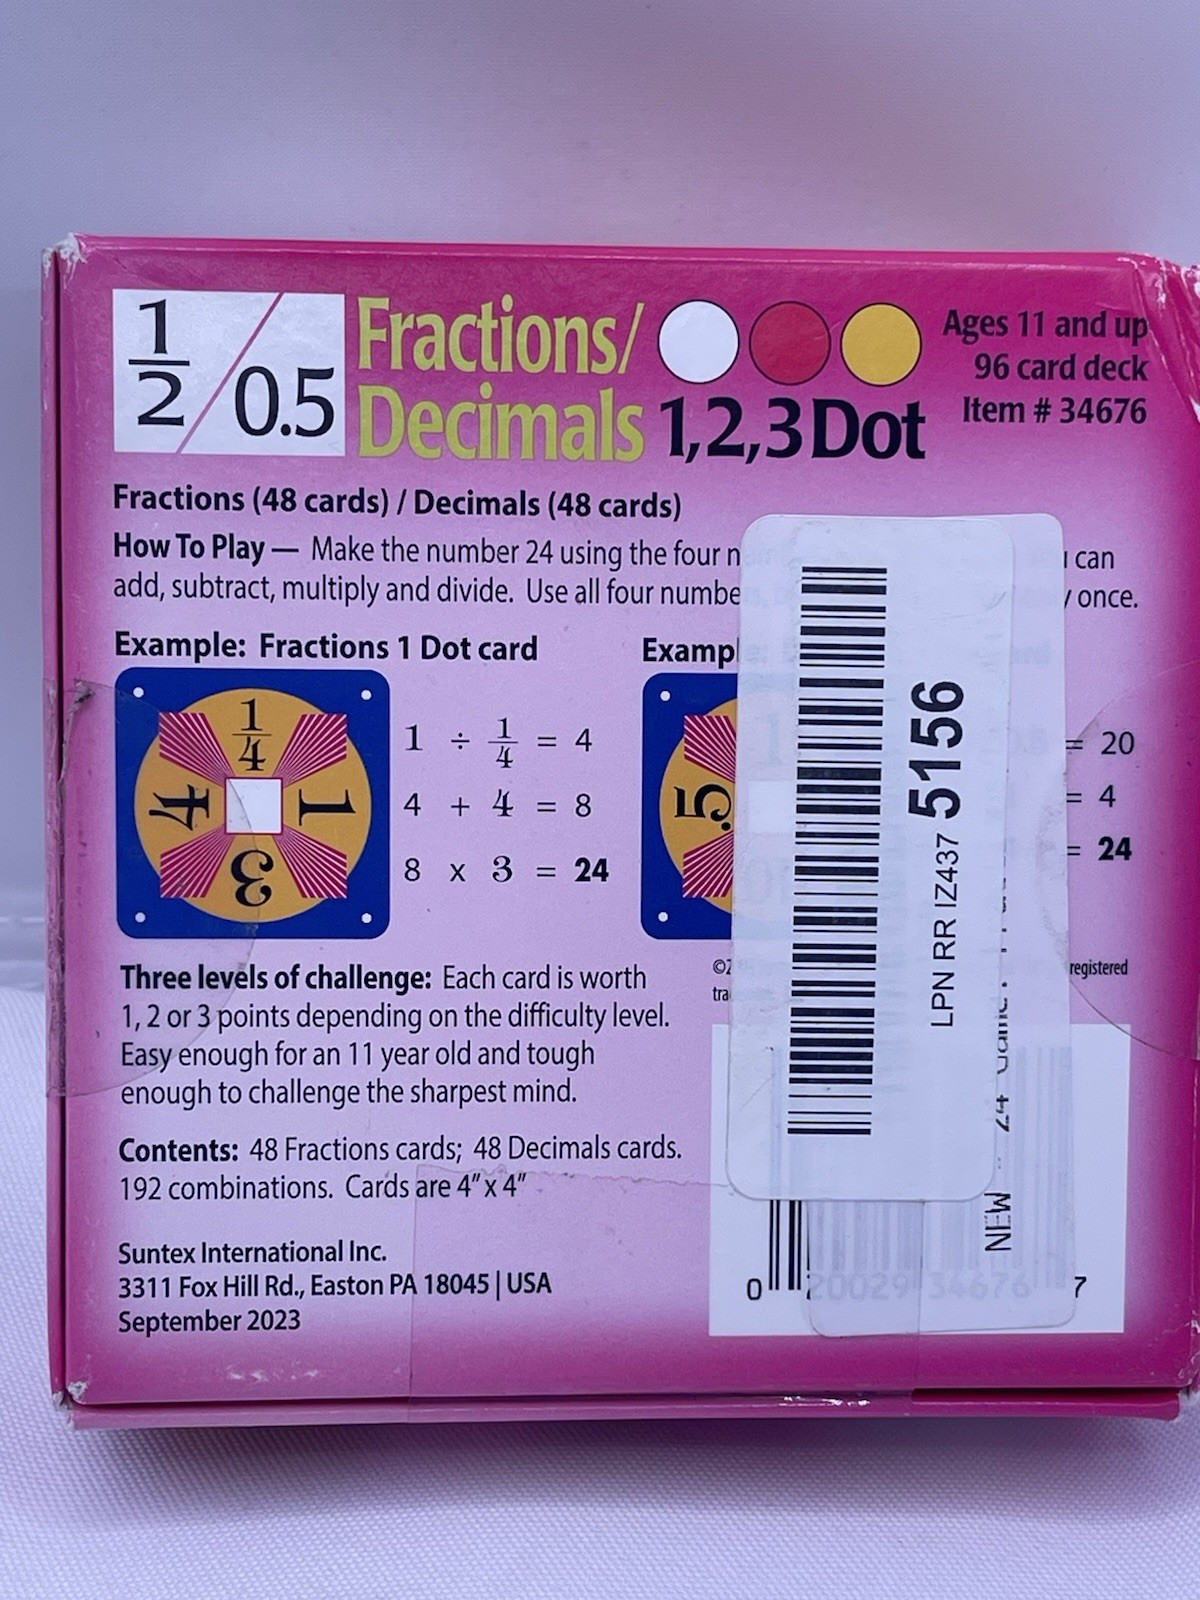 1/2 / 0.5
Fractions/
Decimals 1,2,3 Dot
Ages 11 and up
96 card deck
Item # 34676
Fractions (48 cards) / Decimals (48 cards)
How To Play — Make the number 24 using the four can
add, subtract, multiply and divide. Use all four once.
Example: Fractions 1 Dot card
1/4
4
1
3
1 ÷ 1/4 = 4
4 + 4 = 8
8 x 3 = 24
.5
= 20
= 4
= 24
Three levels of challenge: Each card is worth
1, 2 or 3 points depending on the difficulty level.
Easy enough for an 11 year old and tough
enough to challenge the sharpest mind.
registered
Contents: 48 Fractions cards; 48 Decimals cards.
192 combinations. Cards are 4" x 4"
Suntex International Inc.
3311 Fox Hill Rd., Easton PA 18045 | USA
September 2023
LPN RR IZ437 5156
NEW - 24 Game
0 20029 34676 7